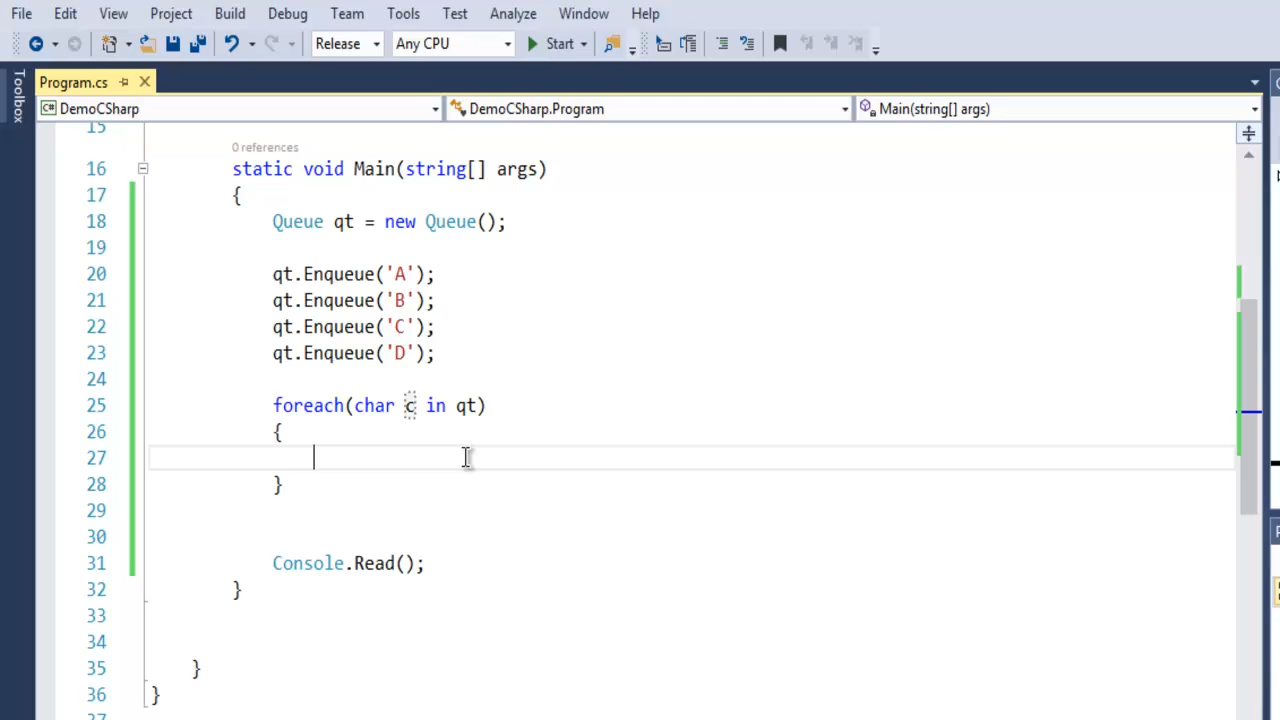 File Edit View Project Build Debug Team Tools Test Analyze Window Help
Release Any CPU Start
Toolbox
Program.cs
C# DemoCSharp DemoCSharp.Program Main(string[] args)
15
0 references
16 static void Main(string[] args)
17 {
18 Queue qt = new Queue();
19
20 qt.Enqueue('A');
21 qt.Enqueue('B');
22 qt.Enqueue('C');
23 qt.Enqueue('D');
24
25 foreach(char c in qt)
26 {
27
28 }
29
30
31 Console.Read();
32 }
33
34
35 }
36 }
37